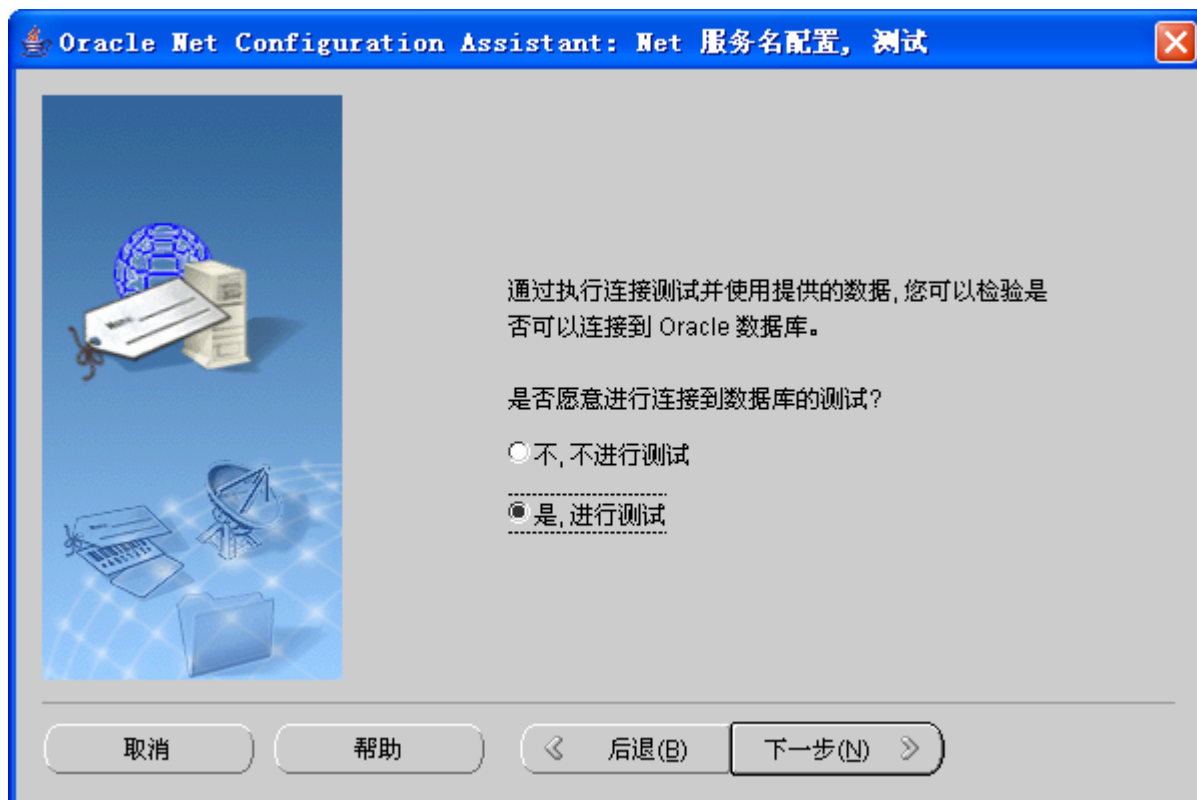 Oracle Net Configuration Assistant: Net 服务名配置, 测试
通过执行连接测试并使用提供的数据, 您可以检验是
否可以连接到 Oracle 数据库。
是否愿意进行连接到数据库的测试?
不, 不进行测试
是, 进行测试
取消
帮助
后退(B)
下一步(N)